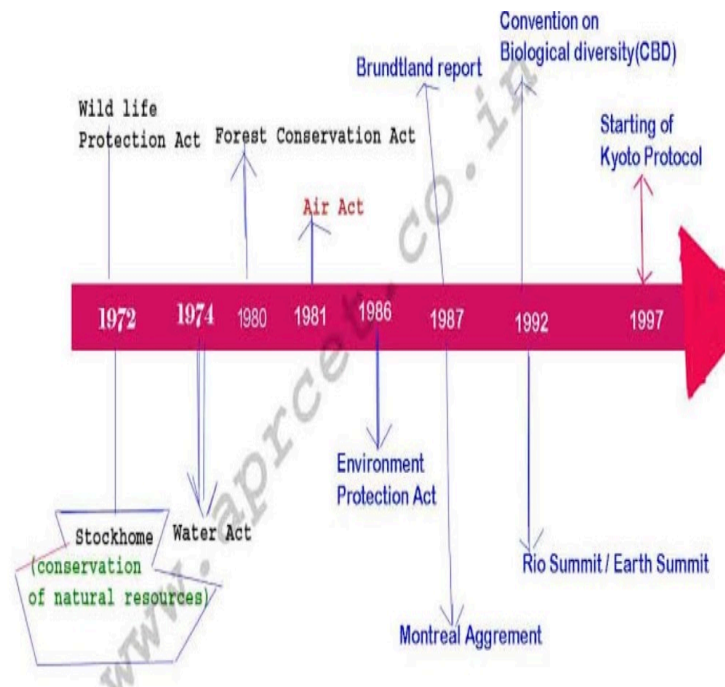 Convention on
Biological diversity(CBD)
Brundtland report
Wild life
Protection Act
Forest Conservation Act
Starting of
Kyoto Protocol
Air Act
1972
1974
1980
1981
1986
1987
1992
1997
Environment
Protection Act
Stockhome
(conservation
of natural resources)
Water Act
Rio Summit / Earth Summit
Montreal Aggrement
www.aprcet.co.in